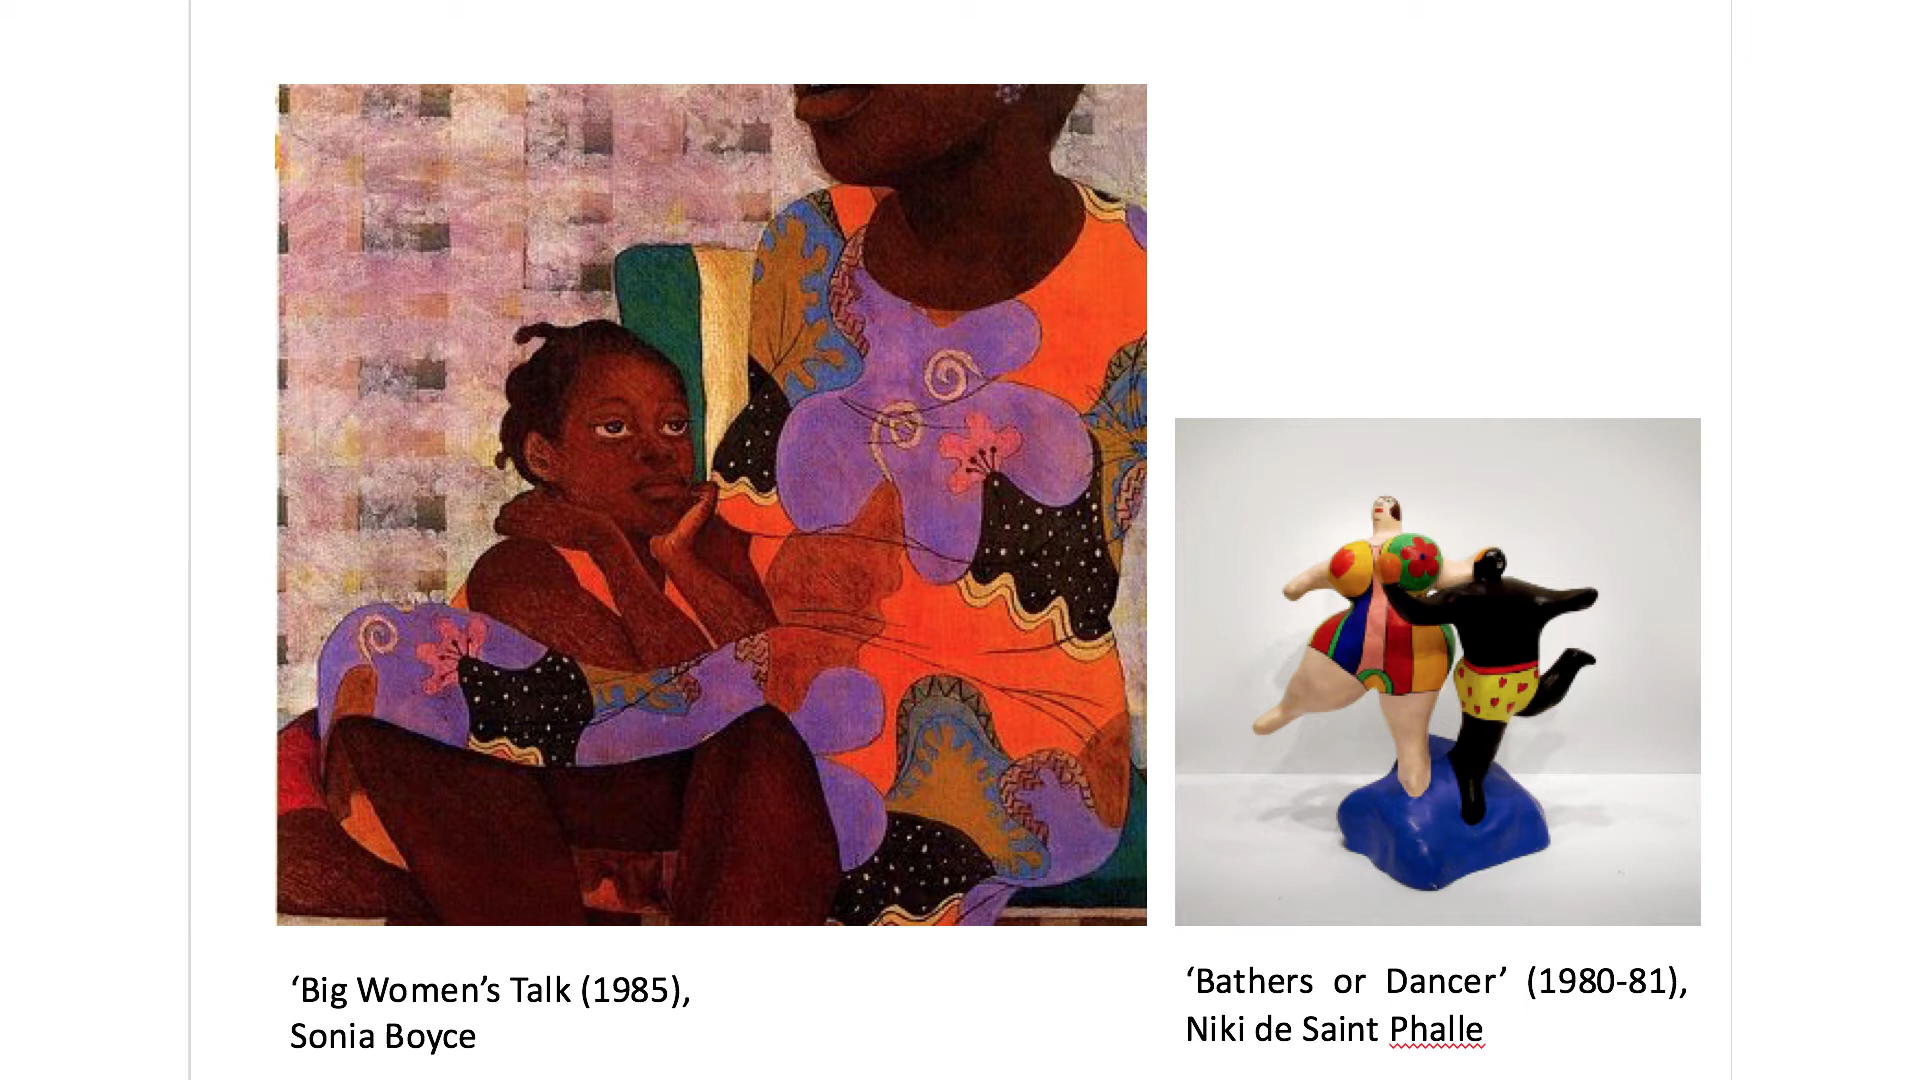 ‘Big Women’s Talk (1985),
Sonia Boyce
‘Bathers or Dancer’ (1980-81),
Niki de Saint Phalle